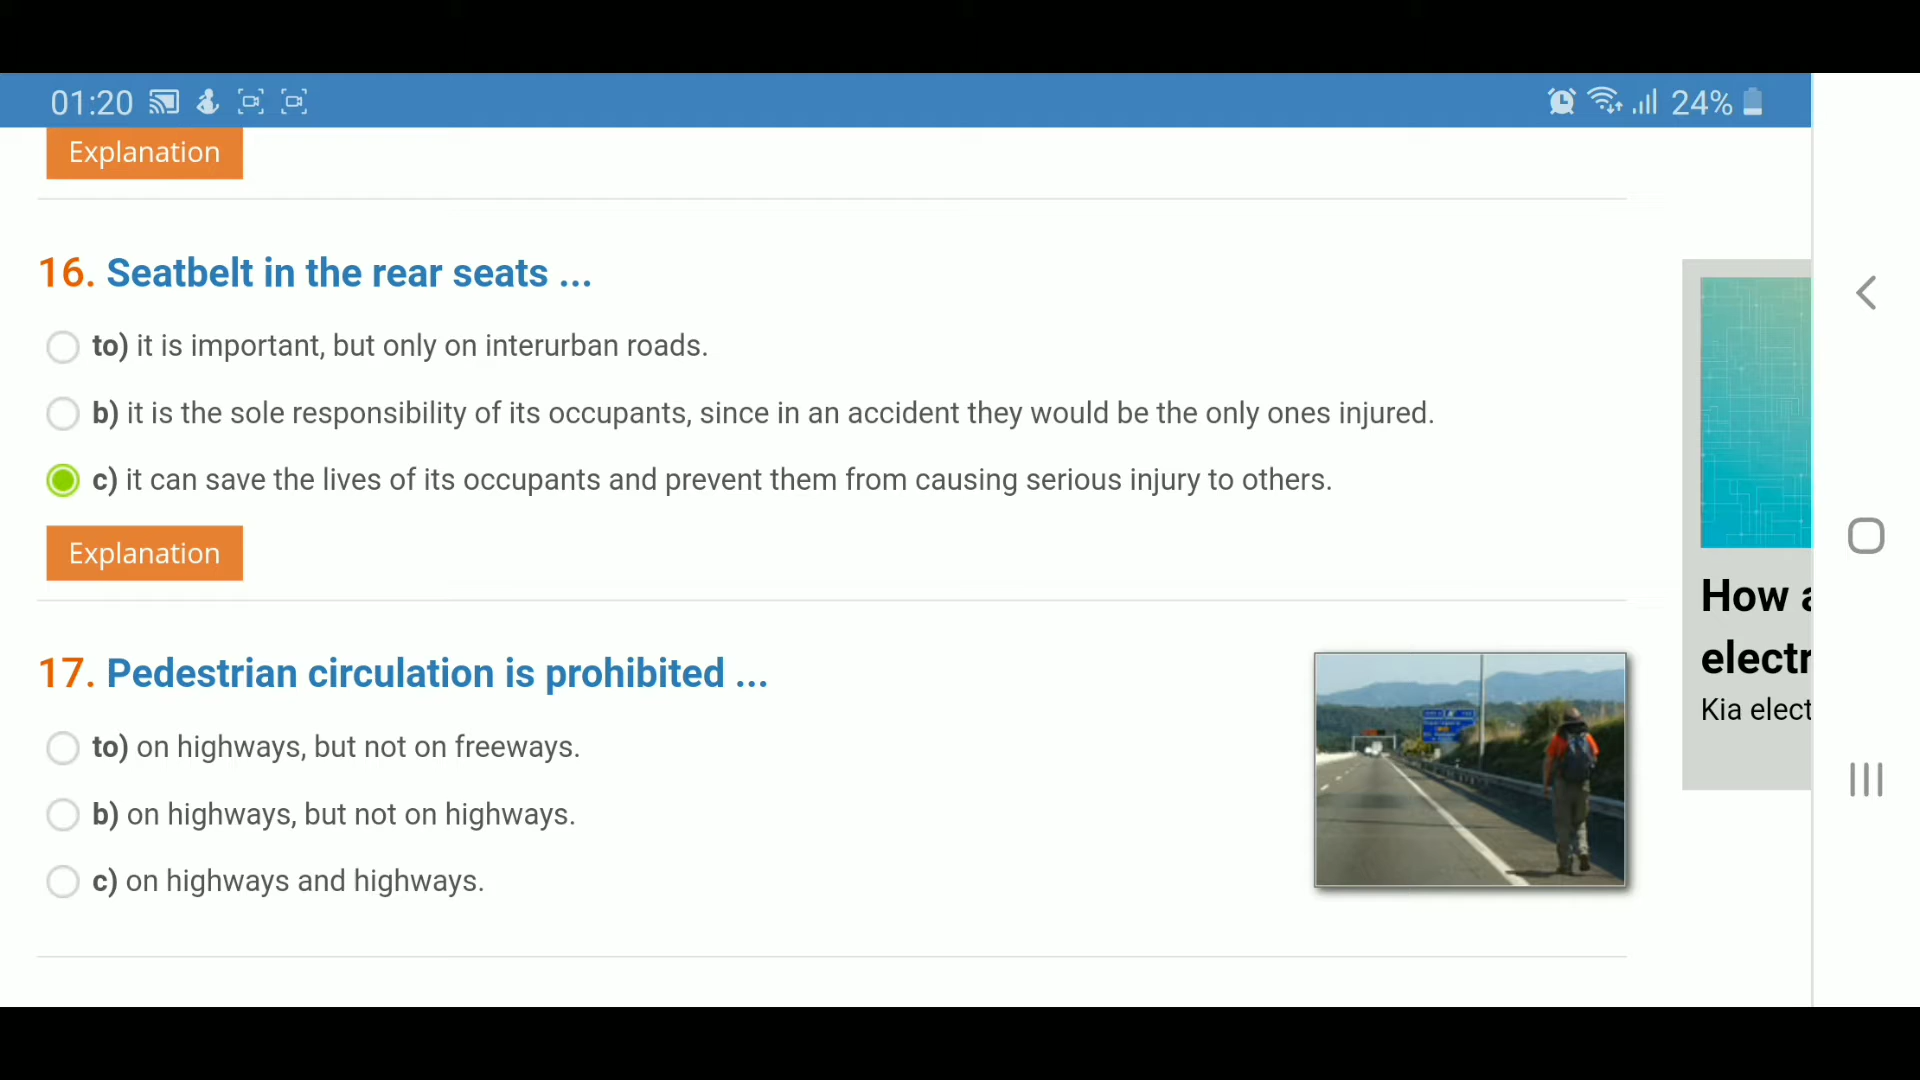 01:20
24%
Explanation
16. Seatbelt in the rear seats ...
to) it is important, but only on interurban roads.
b) it is the sole responsibility of its occupants, since in an accident they would be the only ones injured.
c) it can save the lives of its occupants and prevent them from causing serious injury to others.
Explanation
17. Pedestrian circulation is prohibited ...
to) on highways, but not on freeways.
b) on highways, but not on highways.
c) on highways and highways.
How
electr
Kia elect